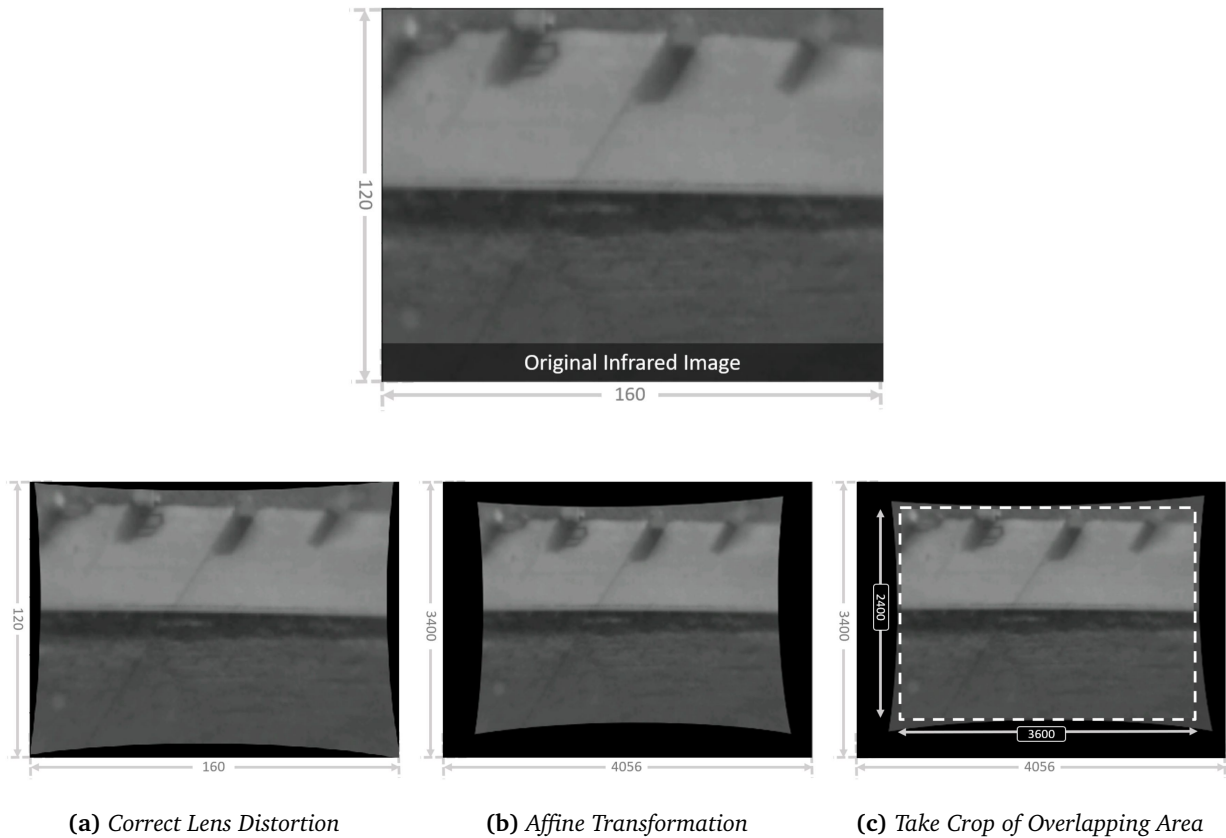 120
Original Infrared Image
160
120
160
3400
4056
3400
2400
3600
4056
(a) Correct Lens Distortion
(b) Affine Transformation
(c) Take Crop of Overlapping Area